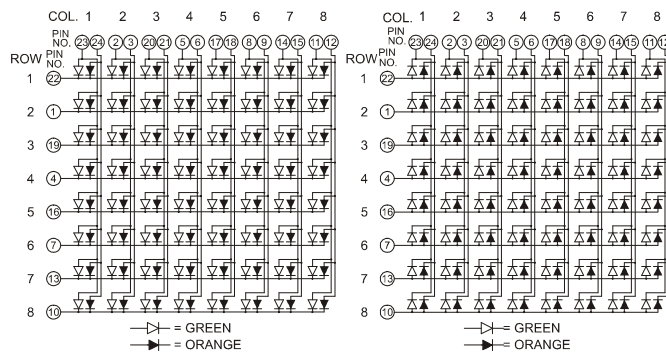 COL. 1 2 3 4 5 6 7 8
PIN NO. 23 24 2 3 20 21 5 6 17 18 8 9 14 15 11 12
ROW PIN NO.
1 22
2 1
3 19
4 4
5 16
6 7
7 13
8 10
= GREEN
= ORANGE
COL. 1 2 3 4 5 6 7 8
PIN NO. 23 24 2 3 20 21 5 6 17 18 8 9 14 15 11 12
ROW PIN NO.
1 22
2 1
3 19
4 4
5 16
6 7
7 13
8 10
= GREEN
= ORANGE